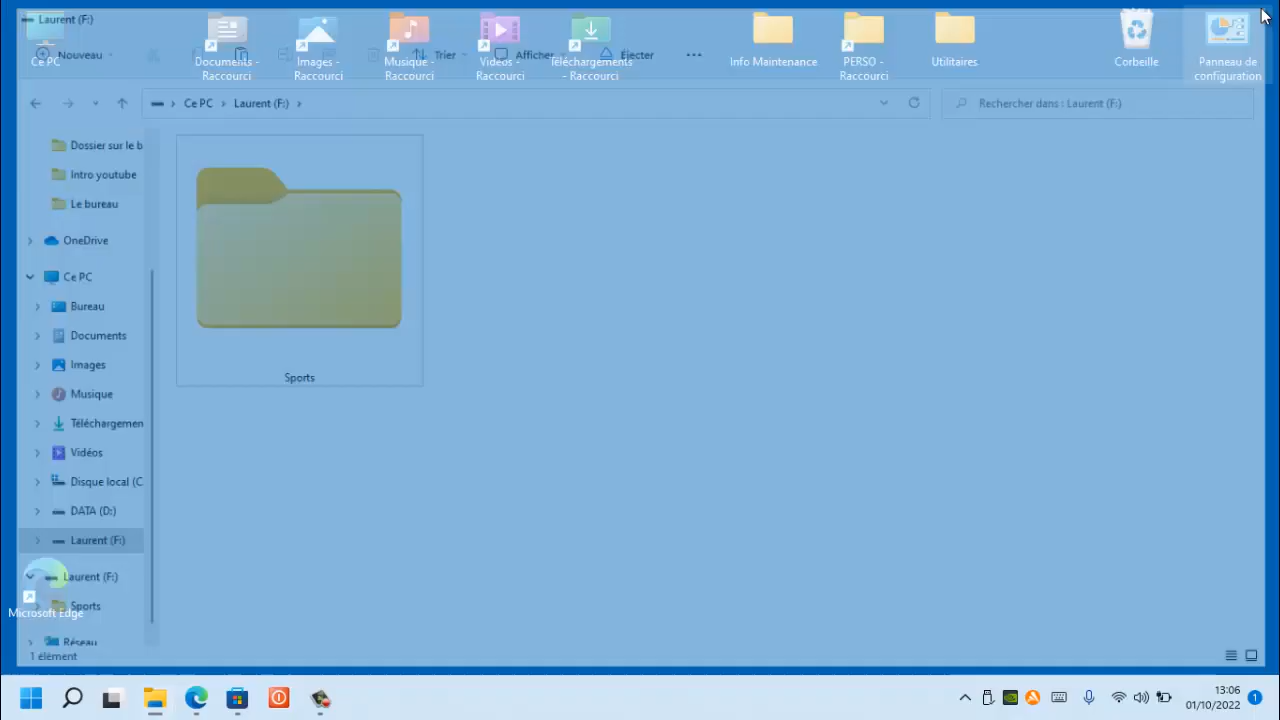 Laurent (F:)
Nouveau
Trier
Afficher
Éjecter
Ce PC
Documents -
Raccourci
Images -
Raccourci
Musique -
Raccourci
Vidéos -
Raccourci
Téléchargements
- Raccourci
Info Maintenance
PERSO -
Raccourci
Utilitaires
Corbeille
Panneau de
configuration
Ce PC
Laurent (F:)
Rechercher dans : Laurent (F:)
Dossier sur le b
Intro youtube
Le bureau
OneDrive
Ce PC
Bureau
Documents
Images
Musique
Téléchargemen
Vidéos
Disque local (C
DATA (D:)
Laurent (F:)
Laurent (F:)
Sports
Réseau
Microsoft Edge
Sports
1 élément
13:06
01/10/2022
1